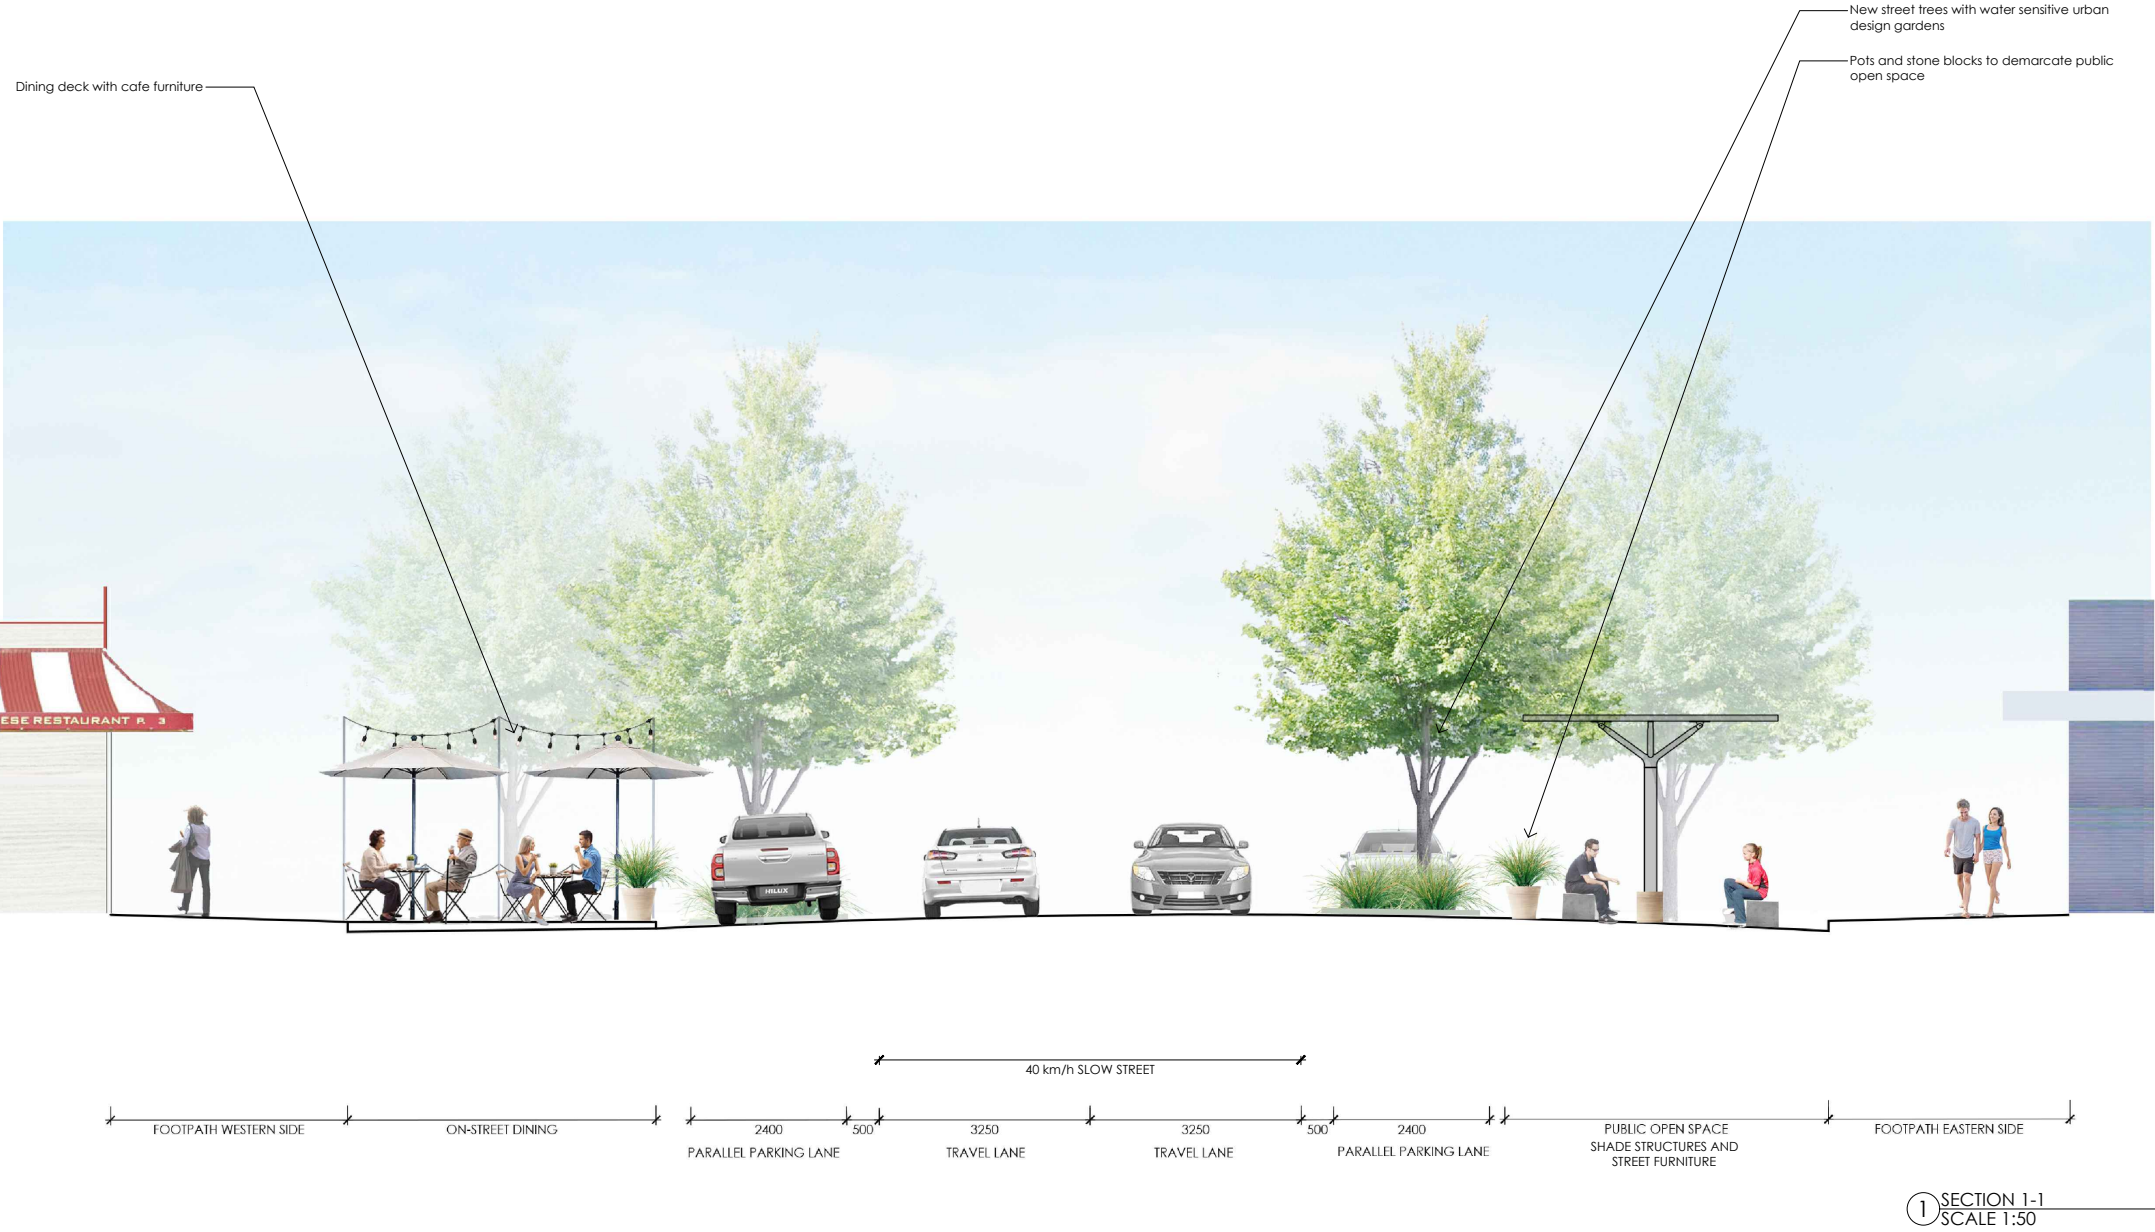 New street trees with water sensitive urban
design gardens
Pots and stone blocks to demarcate public
open space
Dining deck with cafe furniture
ESE RESTAURANT P. 3
HILUX
40 km/h SLOW STREET
FOOTPATH WESTERN SIDE
ON-STREET DINING
2400
PARALLEL PARKING LANE
500
3250
TRAVEL LANE
3250
TRAVEL LANE
500
2400
PARALLEL PARKING LANE
PUBLIC OPEN SPACE
SHADE STRUCTURES AND
STREET FURNITURE
FOOTPATH EASTERN SIDE
1
SECTION 1-1
SCALE 1:50